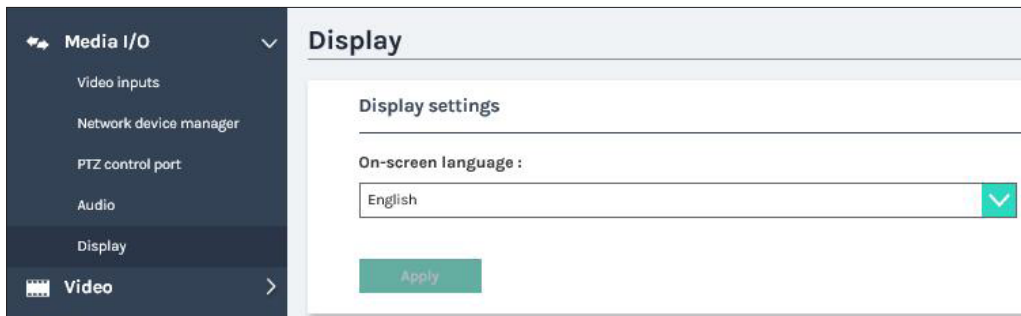 Media I/O
Video inputs
Network device manager
PTZ control port
Audio
Display
Video
Display
Display settings
On-screen language :
English
Apply